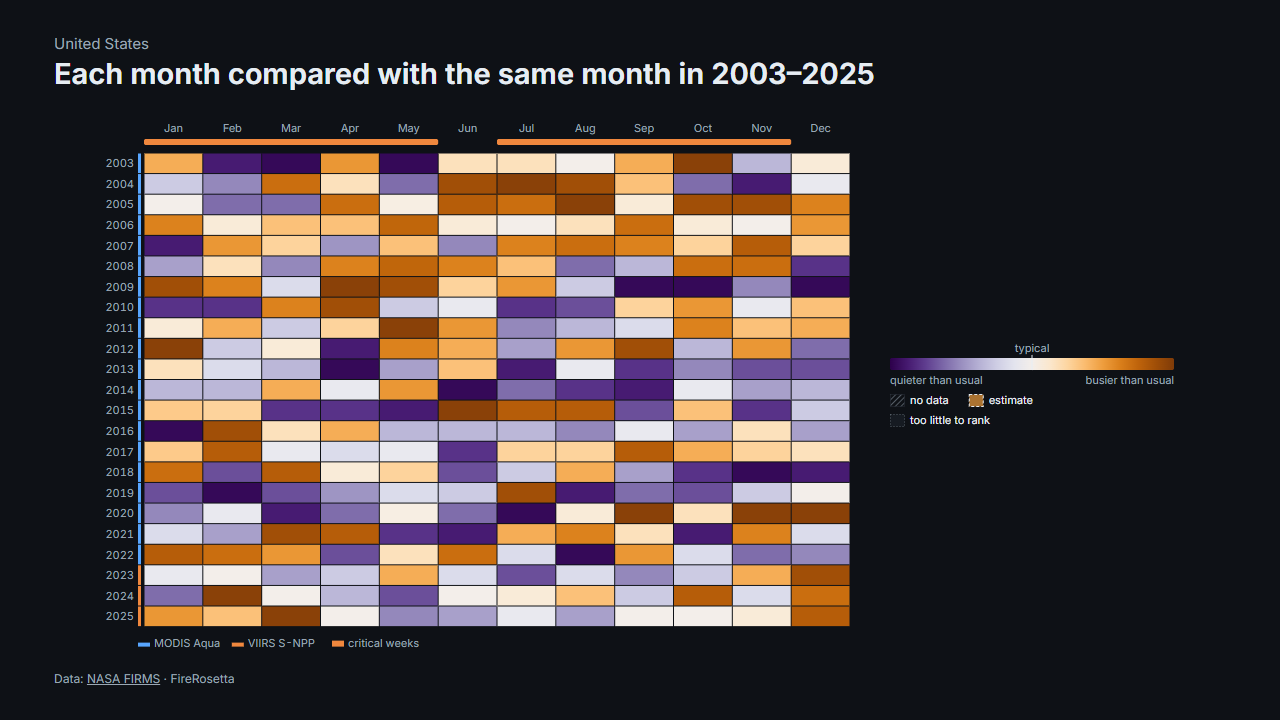 United States
Each month compared with the same month in 2003–2025
Jan Feb Mar Apr May Jun Jul Aug Sep Oct Nov Dec
2003
2004
2005
2006
2007
2008
2009
2010
2011
2012
2013
2014
2015
2016
2017
2018
2019
2020
2021
2022
2023
2024
2025
typical
quieter than usual busier than usual
no data estimate
too little to rank
MODIS Aqua VIIRS S-NPP critical weeks
Data: NASA FIRMS · FireRosetta